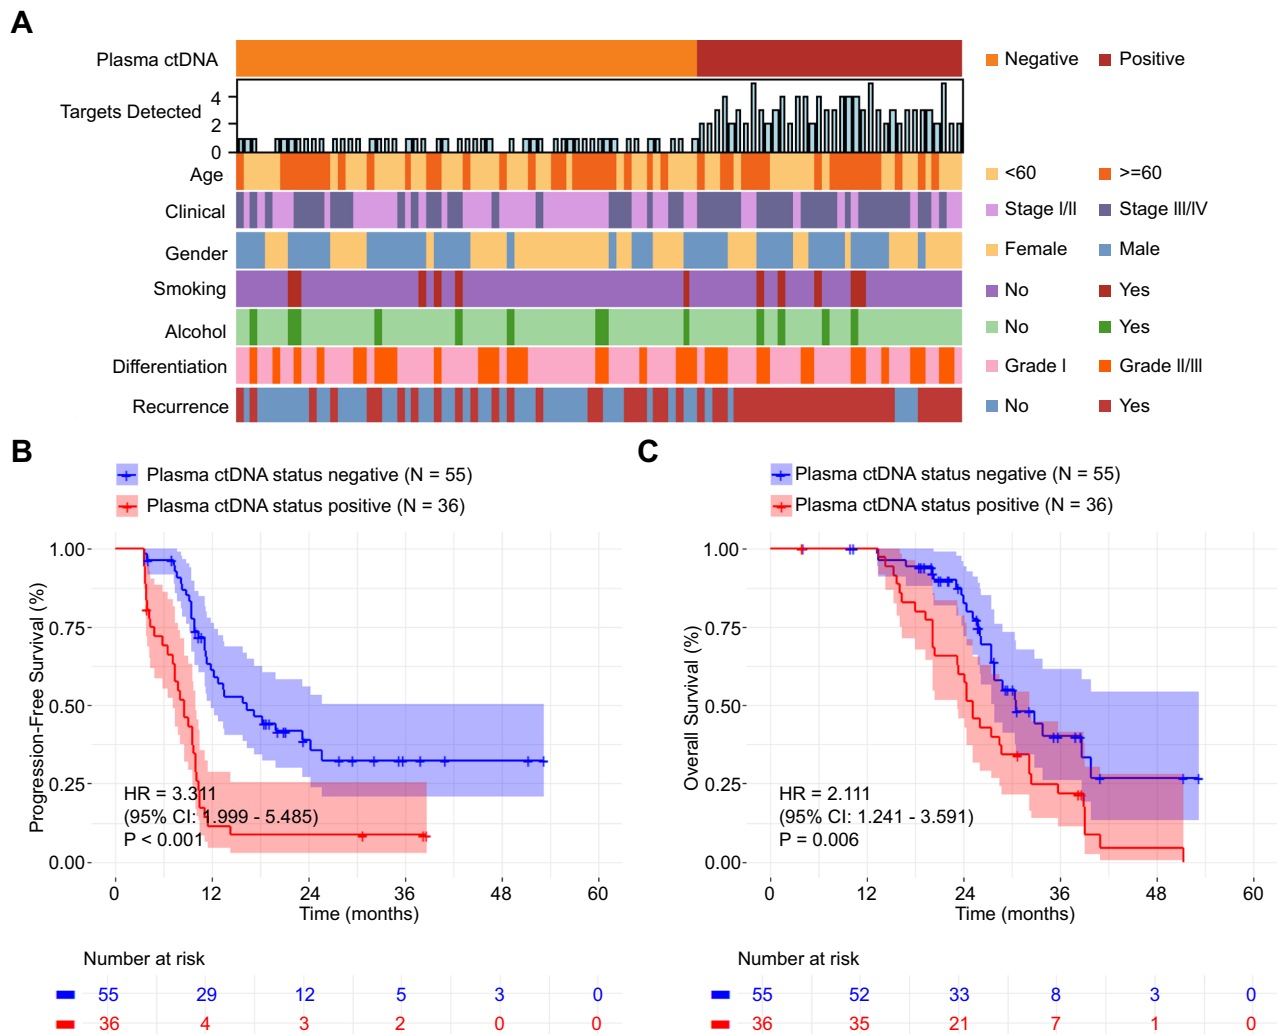 A
Plasma ctDNA
Negative Positive
Targets Detected
4
2
0
Age <60 >=60
Clinical Stage I/II Stage III/IV
Gender Female Male
Smoking No Yes
Alcohol No Yes
Differentiation Grade I Grade II/III
Recurrence No Yes
B
Plasma ctDNA status negative (N = 55)
Plasma ctDNA status positive (N = 36)
Progression-Free Survival (%)
1.00
0.75
0.50
0.25
0.00
HR = 3.311
(95% CI: 1.999 - 5.485)
P < 0.001
0 12 24 36 48 60
Time (months)
Number at risk
55 29 12 5 3 0
36 4 3 2 0 0
C
Plasma ctDNA status negative (N = 55)
Plasma ctDNA status positive (N = 36)
Overall Survival (%)
1.00
0.75
0.50
0.25
0.00
HR = 2.111
(95% CI: 1.241 - 3.591)
P = 0.006
0 12 24 36 48 60
Time (months)
Number at risk
55 52 33 8 3 0
36 35 21 7 1 0